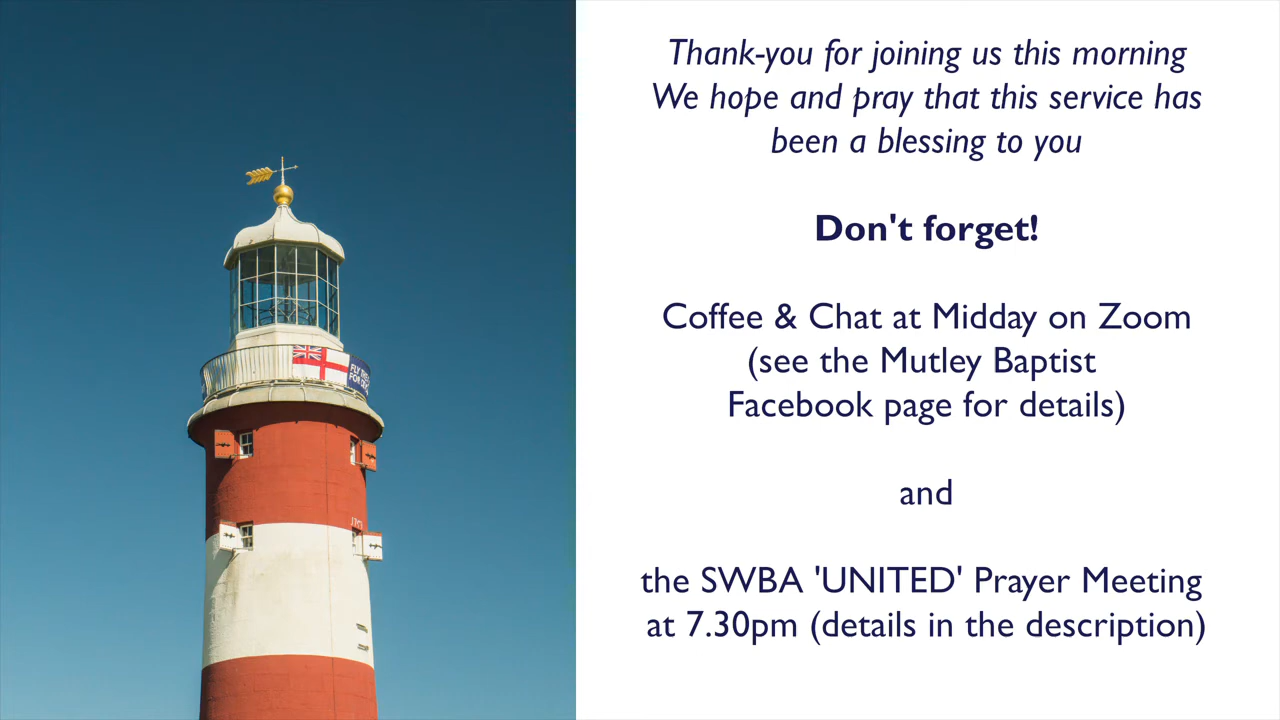 Thank-you for joining us this morning
We hope and pray that this service has
been a blessing to you
Don't forget!
Coffee & Chat at Midday on Zoom
(see the Mutley Baptist
Facebook page for details)
and
the SWBA 'UNITED' Prayer Meeting
at 7.30pm (details in the description)
FLY
FOR